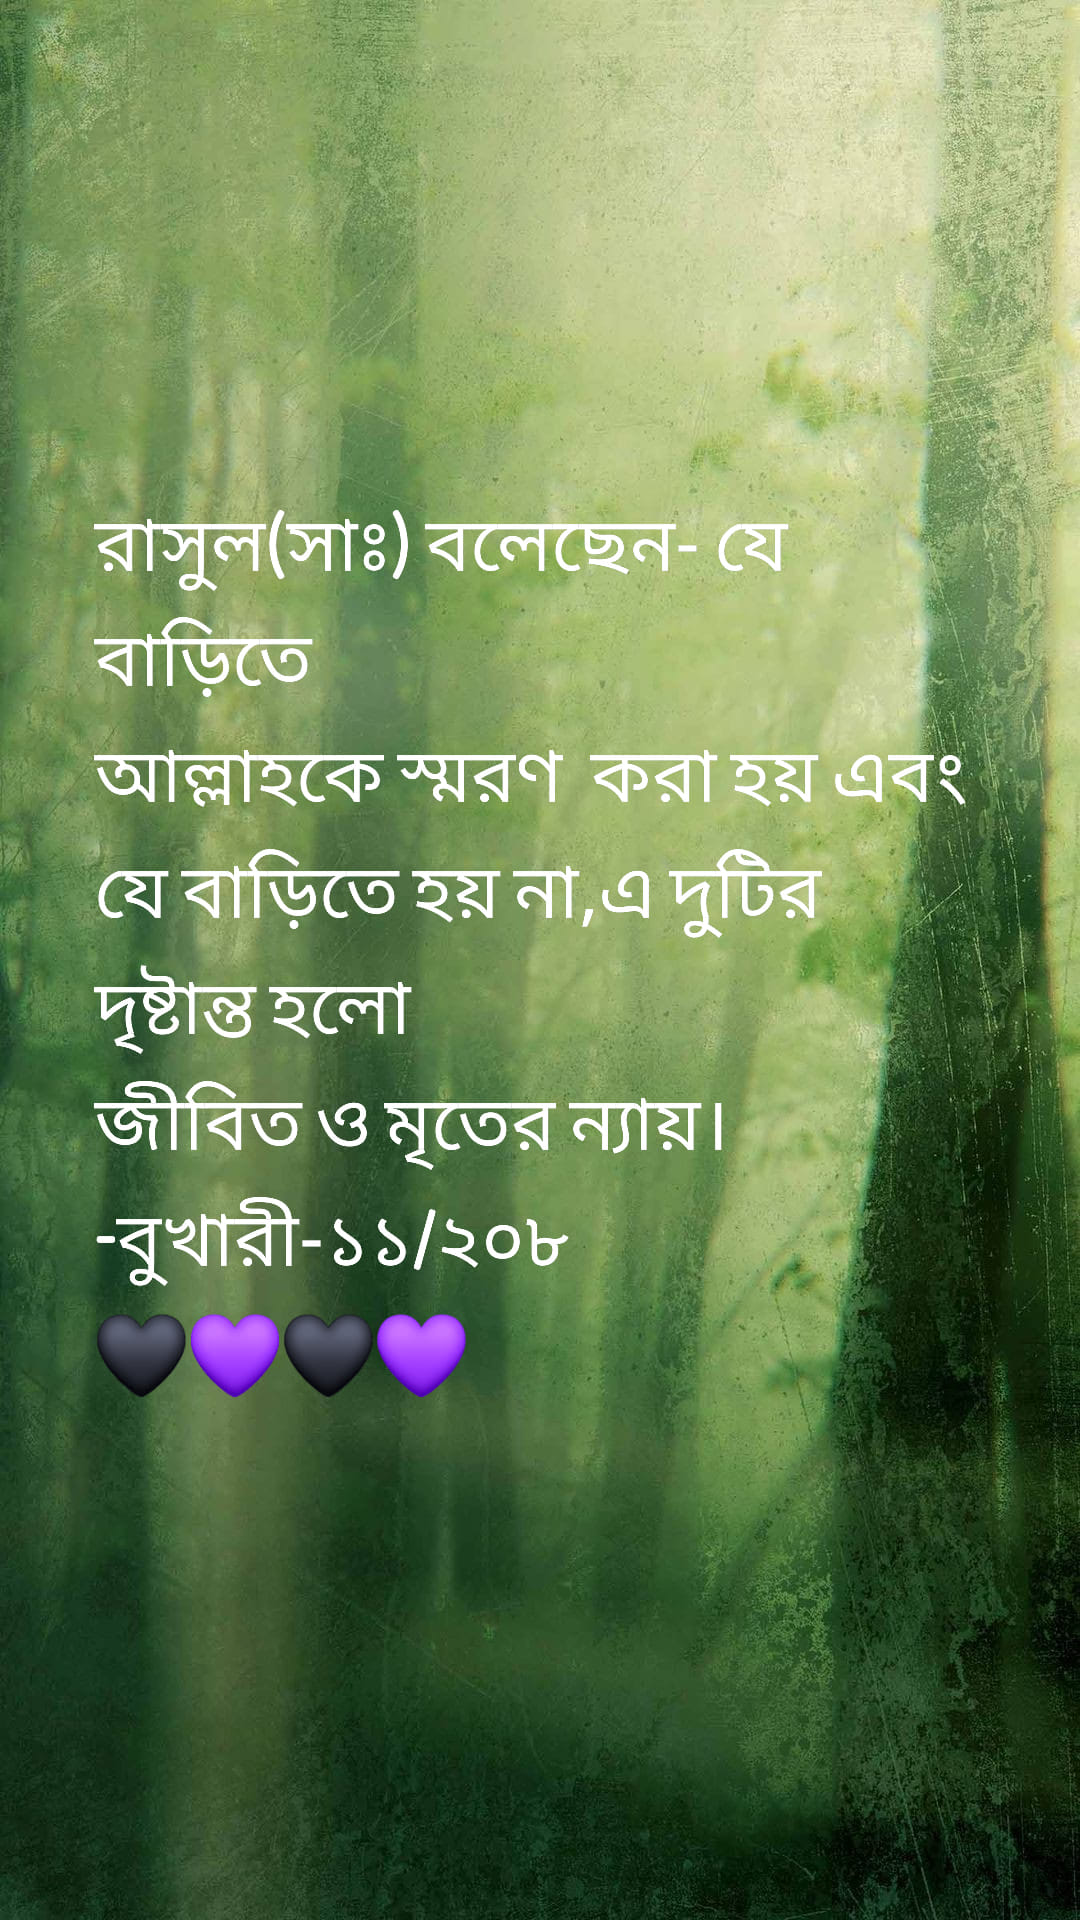 রাসুল(সাঃ) বলেছেন- যে
বাড়িতে
আল্লাহকে স্মরণ  করা হয় এবং
যে বাড়িতে হয় না,এ দুটির
দৃষ্টান্ত হলো
জীবিত ও মৃতের ন্যায়।
-বুখারী-১১/২০৮
🖤💜🖤💜